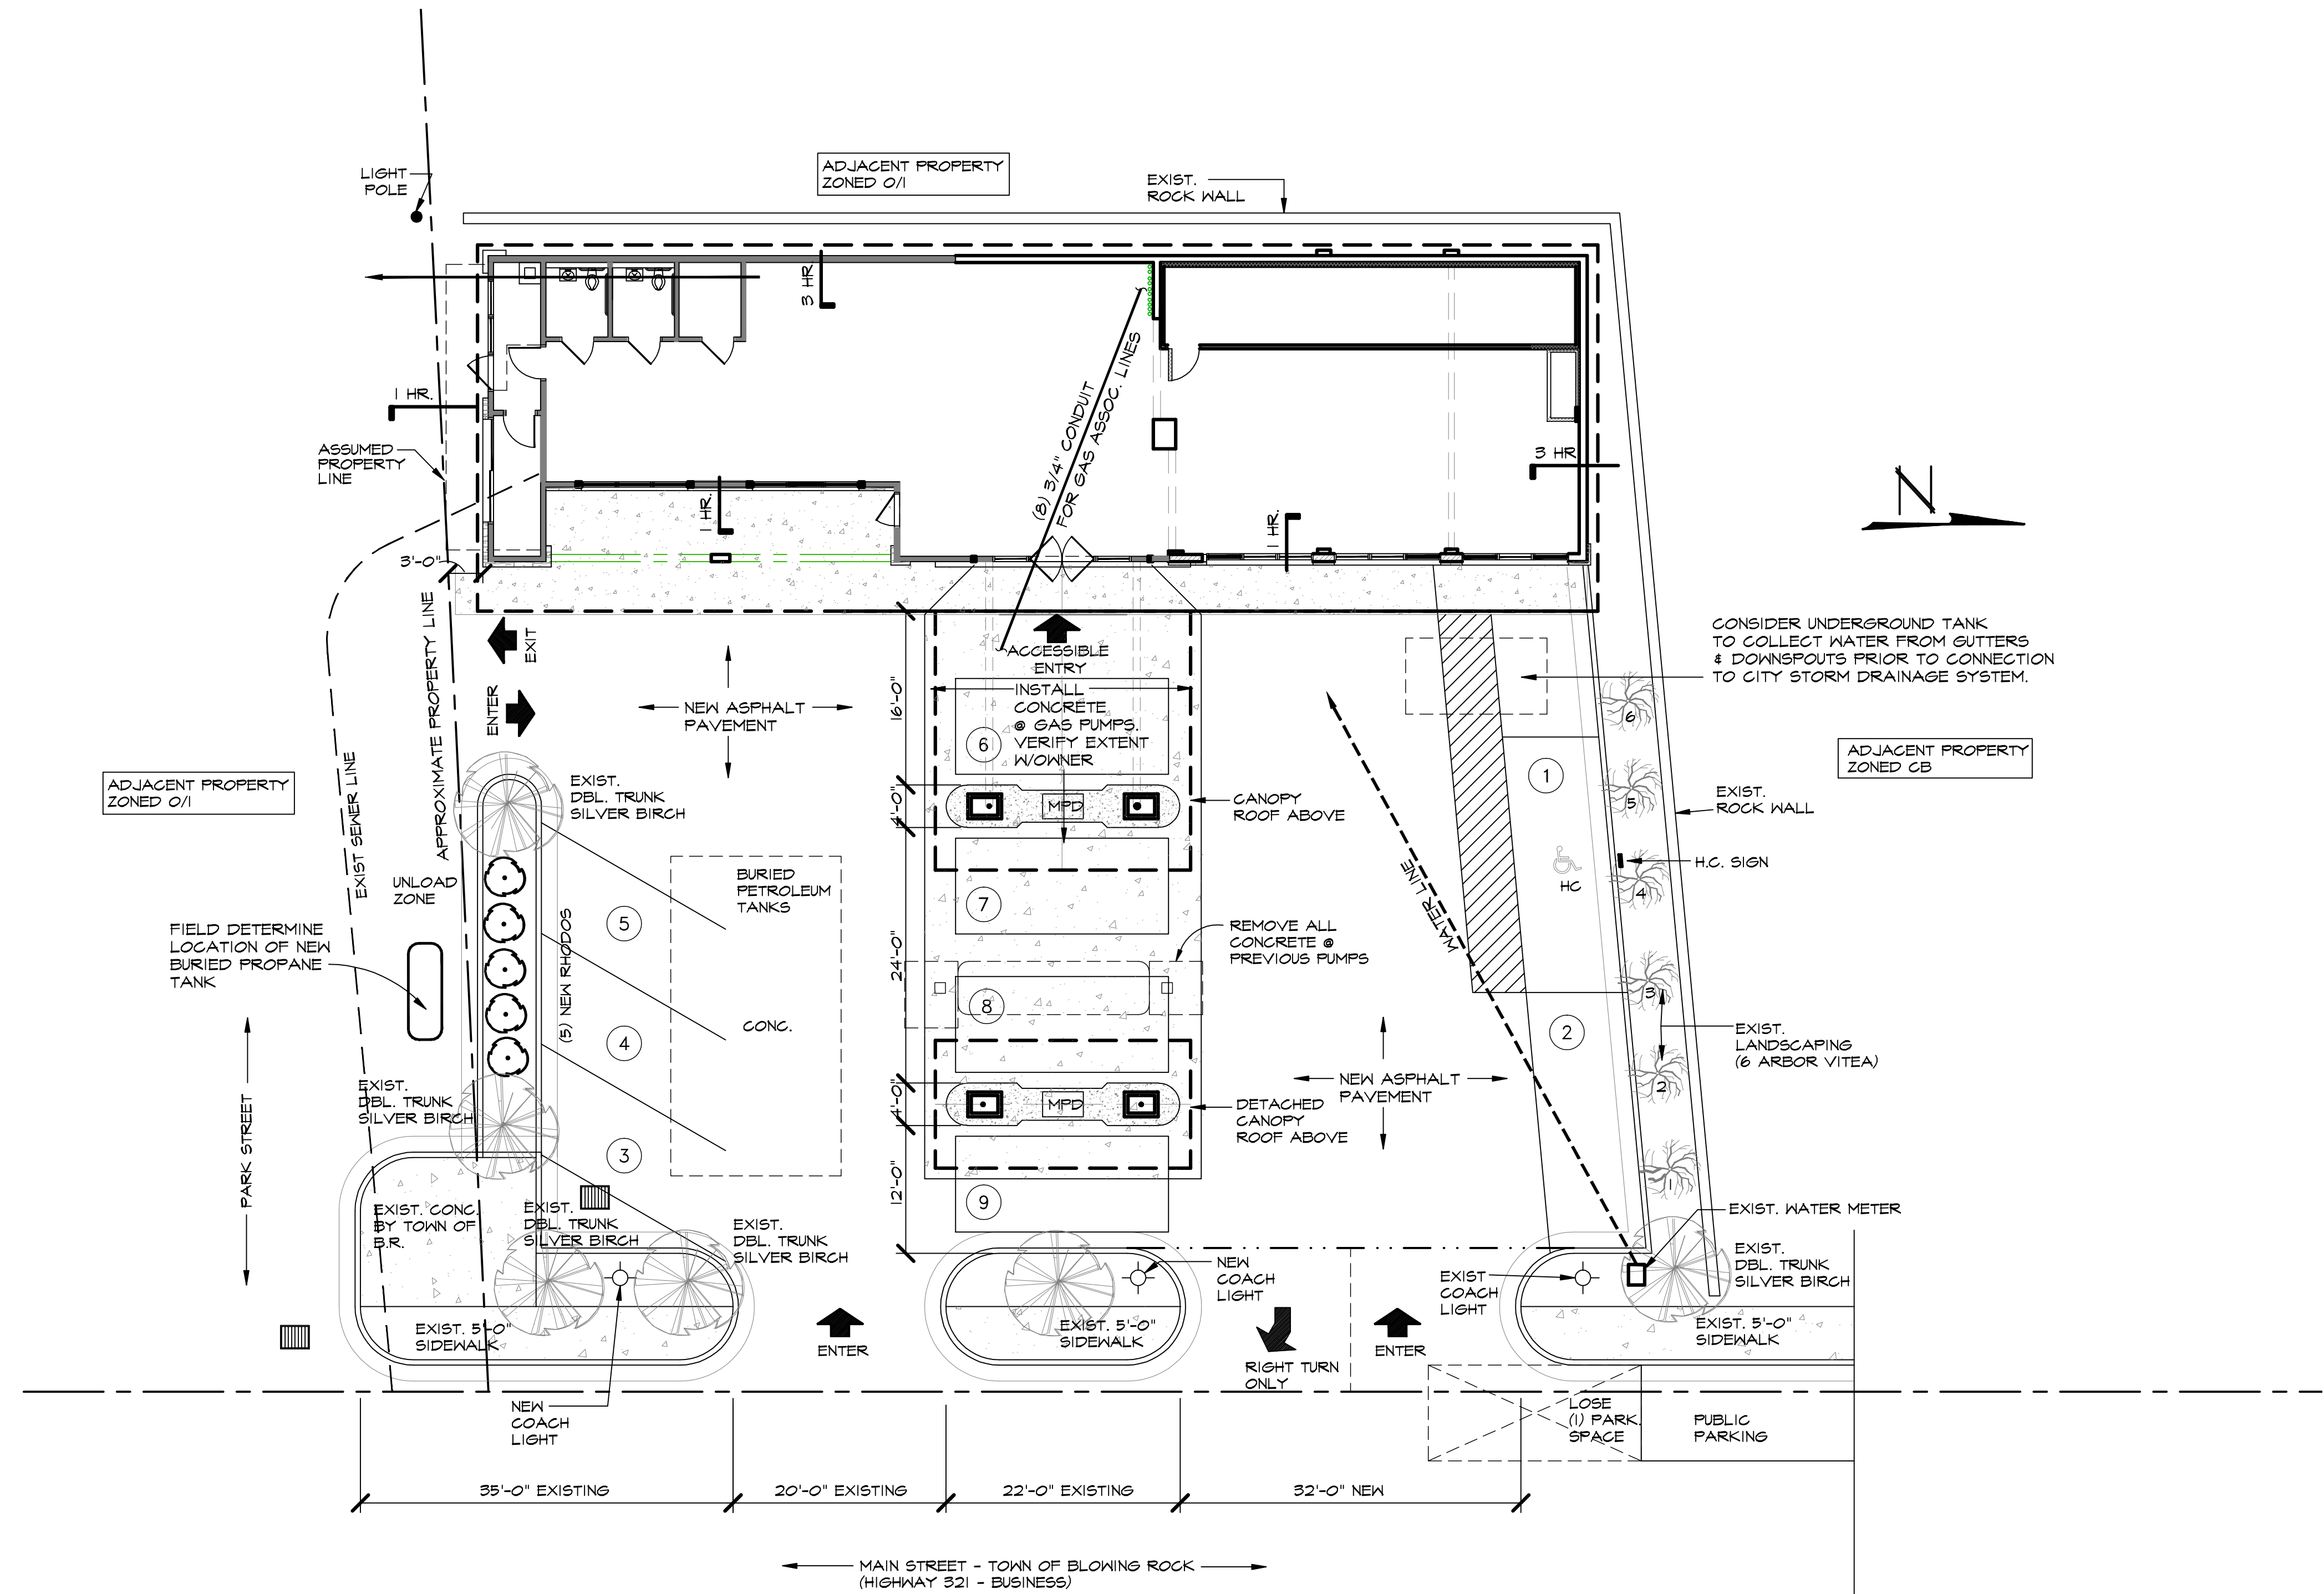 LIGHT
POLE
ADJACENT PROPERTY
ZONED O/I
EXIST.
ROCK WALL
3 HR.
1 HR.
ASSUMED
PROPERTY
LINE
(8) 3/4" CONDUIT
FOR GAS ASSOC. LINES
3 HR
N
1 HR.
1 HR.
3'-0"
EXIT
ENTER
APPROXIMATE PROPERTY LINE
EXIST SEWER LINE
ACCESSIBLE
ENTRY
INSTALL
CONCRETE
@ GAS PUMPS.
VERIFY EXTENT
W/OWNER
16'-0"
NEW ASPHALT
PAVEMENT
CONSIDER UNDERGROUND TANK
TO COLLECT WATER FROM GUTTERS
& DOWNSPOUTS PRIOR TO CONNECTION
TO CITY STORM DRAINAGE SYSTEM.
6
6
1
ADJACENT PROPERTY
ZONED CB
ADJACENT PROPERTY
ZONED O/I
EXIST.
DBL. TRUNK
SILVER BIRCH
4'-0"
MPD
CANOPY
ROOF ABOVE
5
EXIST.
ROCK WALL
UNLOAD
ZONE
BURIED
PETROLEUM
TANKS
H.C. SIGN
HC
4
WATER LINE
7
5
(5) NEW RHODOS
FIELD DETERMINE
LOCATION OF NEW
BURIED PROPANE
TANK
REMOVE ALL
CONCRETE @
PREVIOUS PUMPS
24'-0"
8
3
CONC.
4
2
EXIST.
LANDSCAPING
(6 ARBOR VITEA)
EXIST.
DBL. TRUNK
SILVER BIRCH
4'-0"
MPD
NEW ASPHALT
PAVEMENT
2
DETACHED
CANOPY
ROOF ABOVE
PARK STREET
3
12'-0"
9
1
EXIST. CONC.
BY TOWN OF
B.R.
EXIST.
DBL. TRUNK
SILVER BIRCH
EXIST.
DBL. TRUNK
SILVER BIRCH
EXIST. WATER METER
EXIST.
DBL. TRUNK
SILVER BIRCH
NEW
COACH
LIGHT
EXIST
COACH
LIGHT
EXIST. 5'-0"
SIDEWALK
ENTER
EXIST. 5'-0"
SIDEWALK
RIGHT TURN
ONLY
ENTER
EXIST. 5'-0"
SIDEWALK
NEW
COACH
LIGHT
LOSE
(1) PARK.
SPACE
PUBLIC
PARKING
35'-0" EXISTING
20'-0" EXISTING
22'-0" EXISTING
32'-0" NEW
MAIN STREET - TOWN OF BLOWING ROCK
(HIGHWAY 321 - BUSINESS)